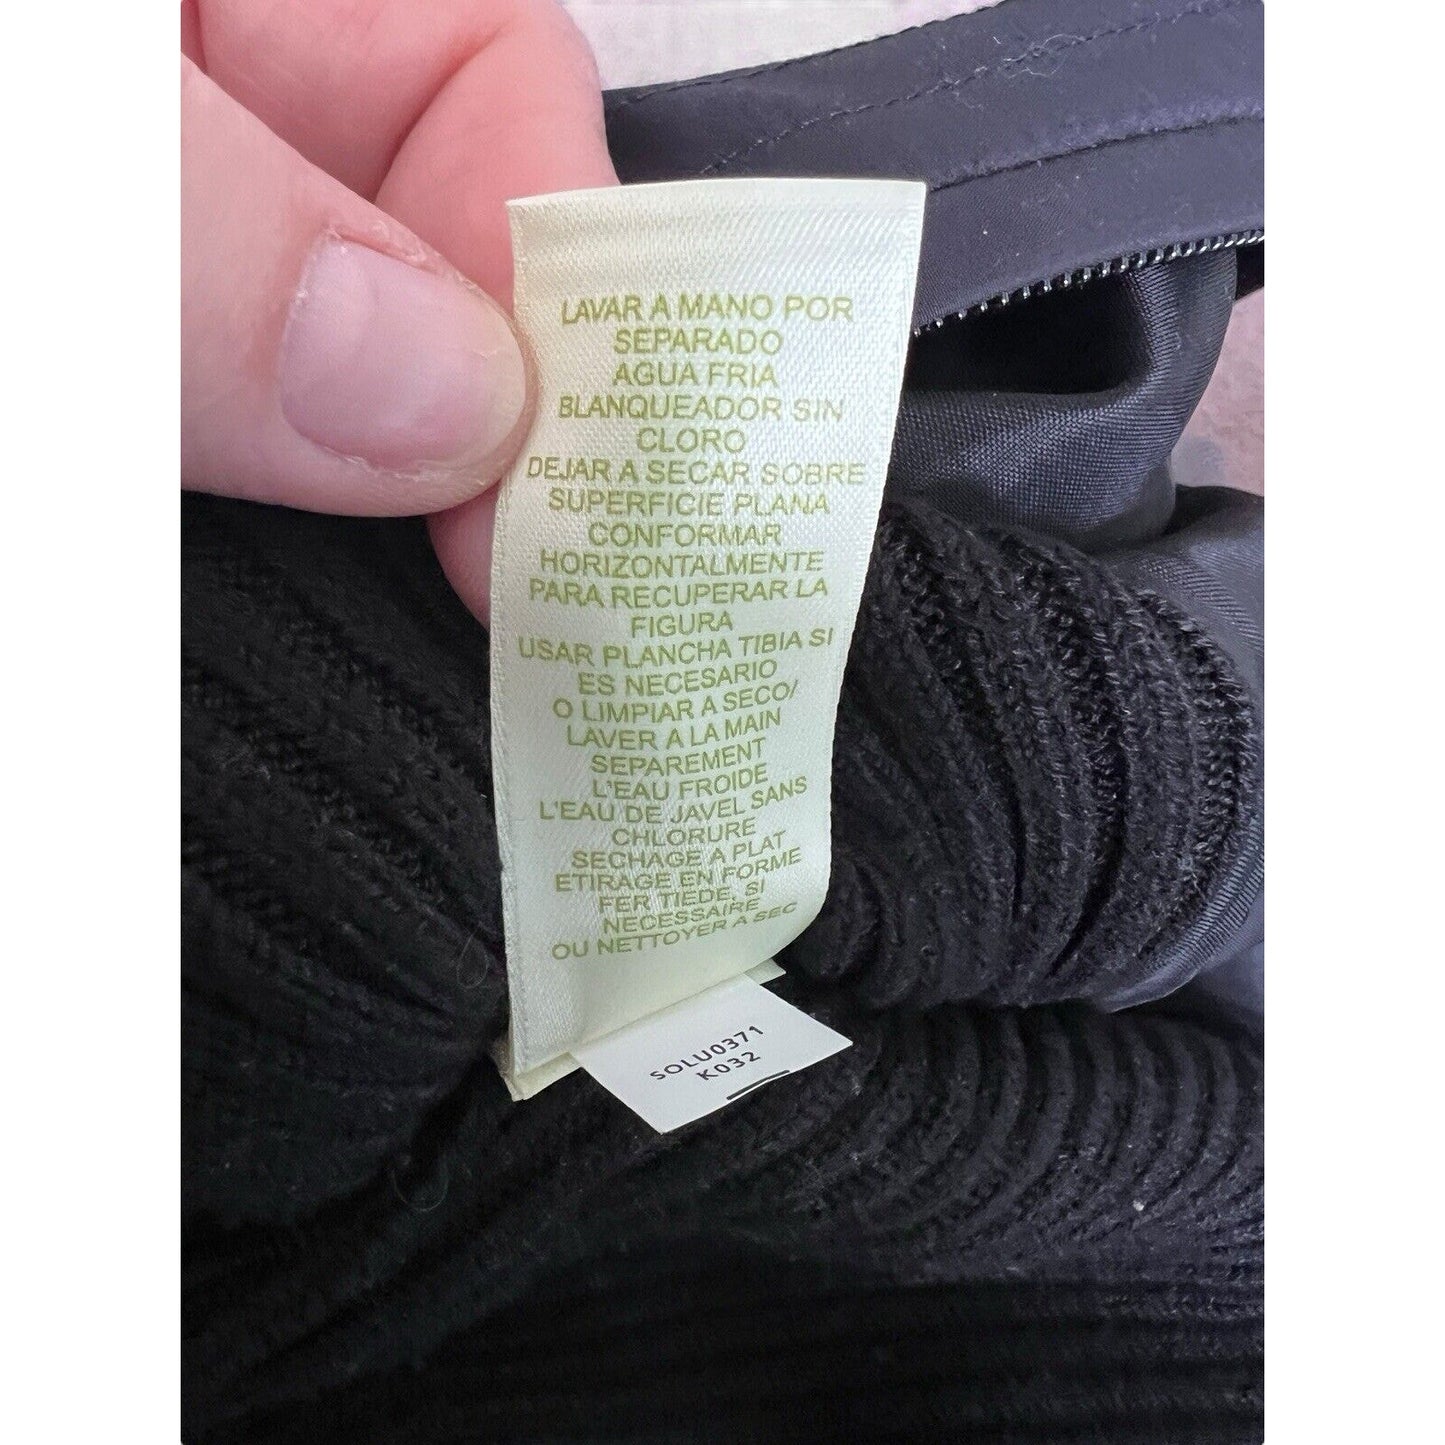 LAVAR A MANO POR
SEPARADO
AGUA FRIA
BLANQUEADOR SIN
CLORO
DEJAR A SECAR SOBRE
SUPERFICIE PLANA
CONFORMAR
HORIZONTALMENTE
PARA RECUPERAR LA
FIGURA
USAR PLANCHA TIBIA SI
ES NECESARIO
O LIMPIAR A SECO/
LAVER A LA MAIN
SEPAREMENT
L'EAU FROIDE
L'EAU DE JAVEL SANS
CHLORURE
SECHAGE A PLAT
ETIRAGE EN FORME
FER TIEDE, SI
NECESSAIRE
OU NETTOYER A SEC
SOLU0371
K032